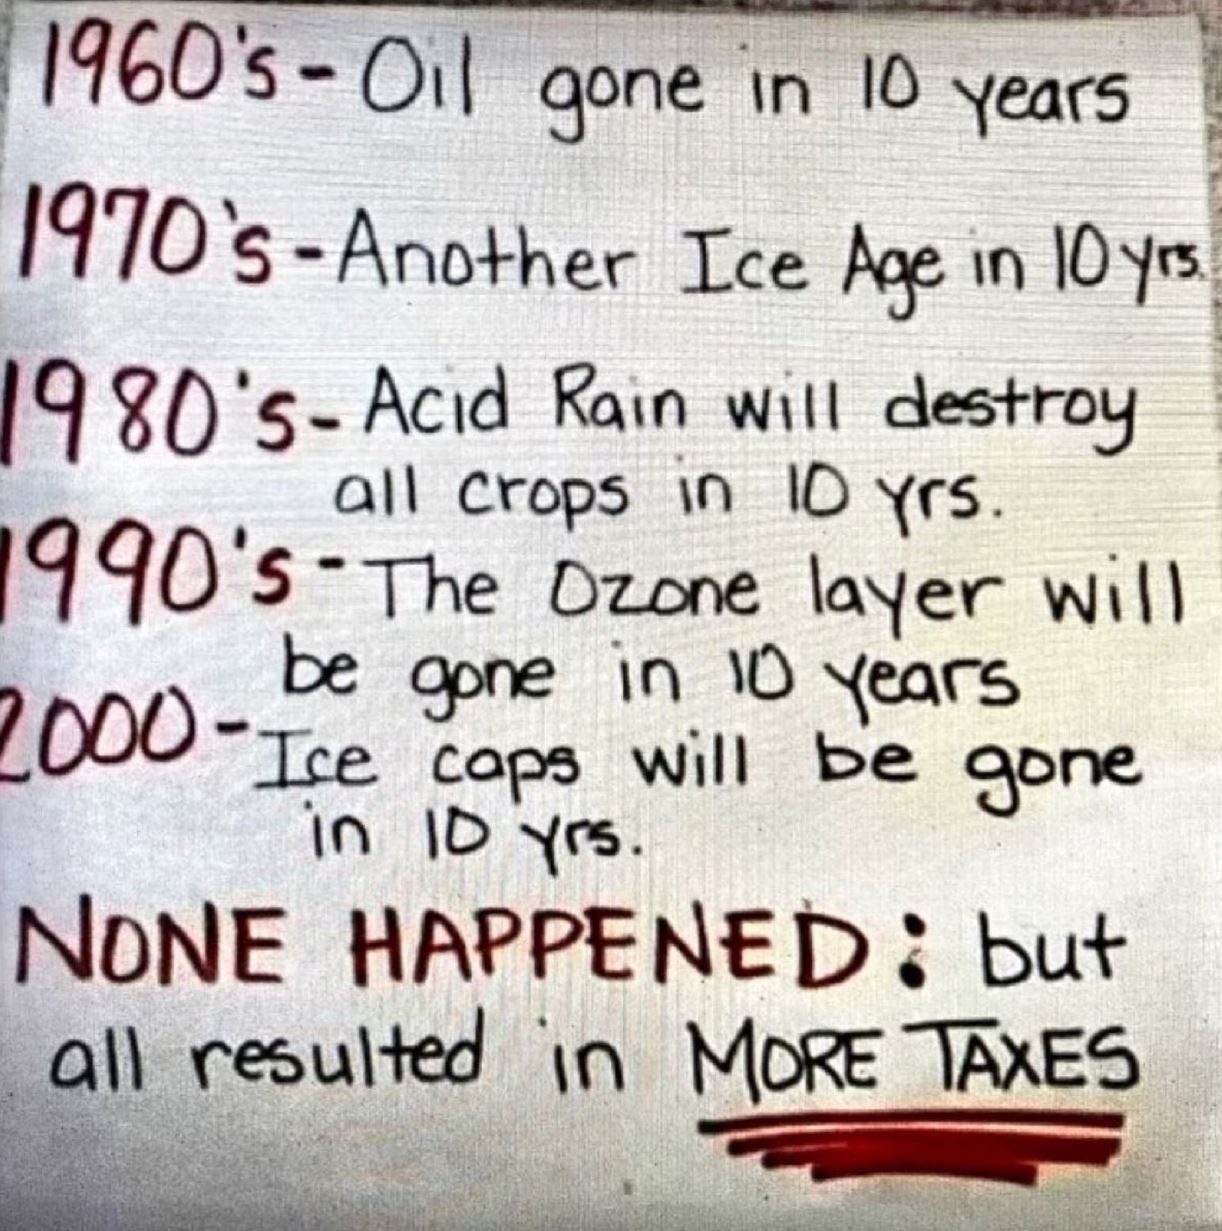 1960's - Oil gone in 10 years
1970's - Another Ice Age in 10 yrs.
1980's - Acid Rain will destroy
all crops in 10 yrs.
1990's - The Ozone layer will
be gone in 10 years
2000 - Ice caps will be gone
in 10 yrs.
NONE HAPPENED: but
all resulted in MORE TAXES